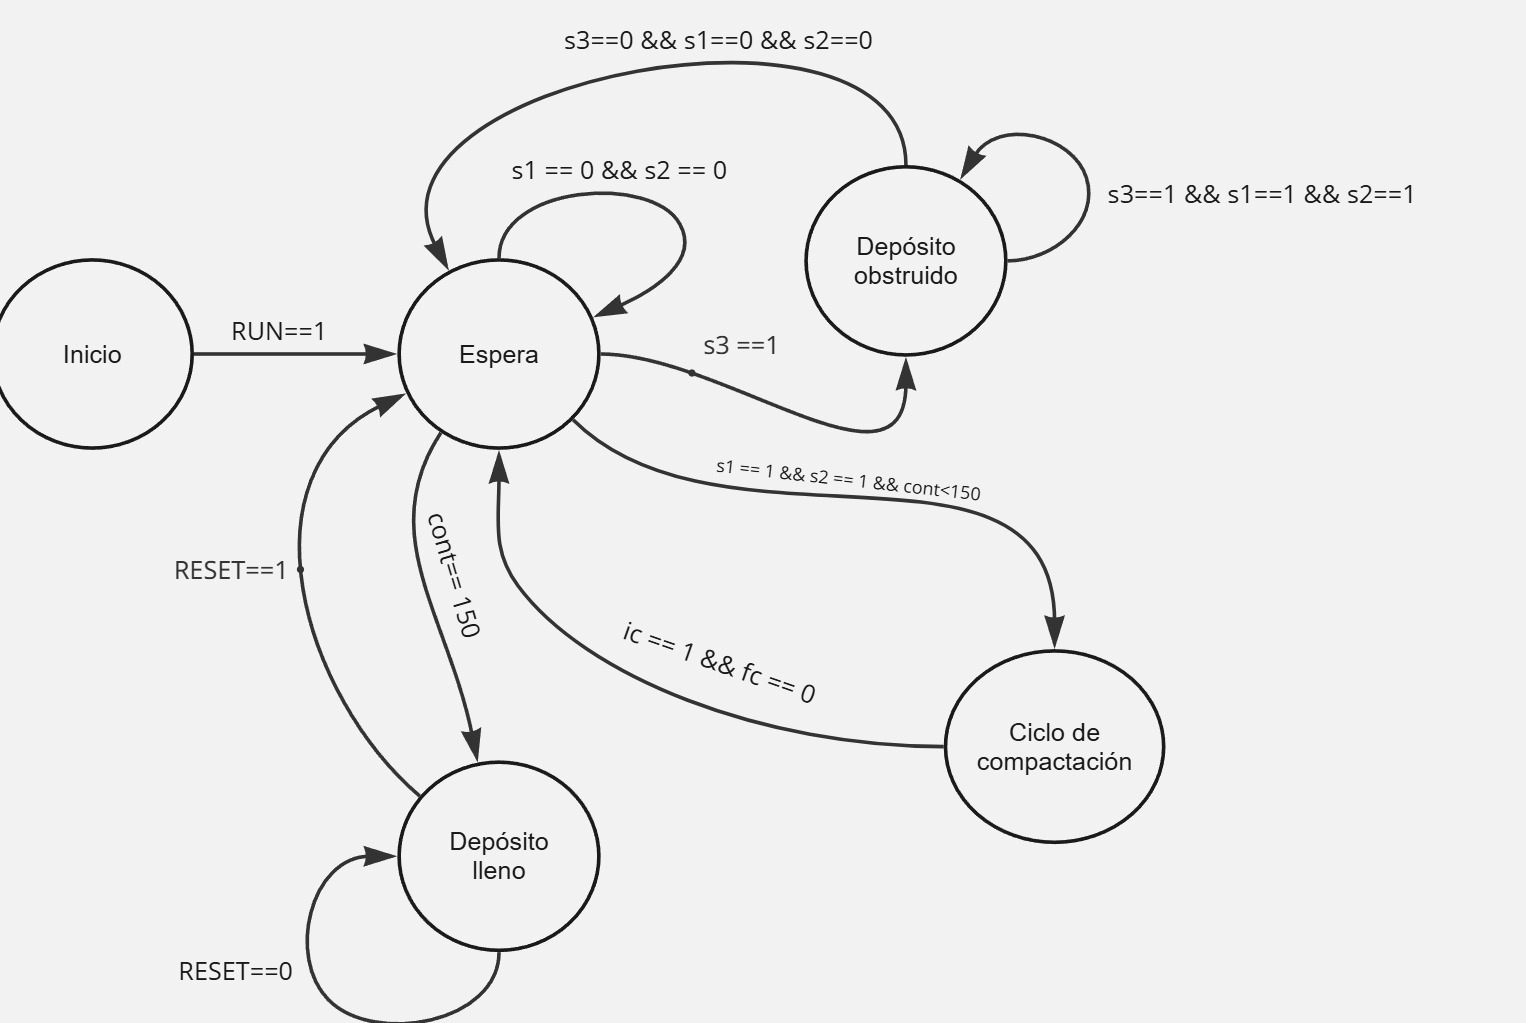 s3==0 && s1==0 && s2==0
s1 == 0 && s2 == 0
s3==1 && s1==1 && s2==1
Depósito
obstruido
RUN==1
s3 ==1
Inicio
Espera
s1 == 1 && s2 == 1 && cont<150
cont== 150
RESET==1
ic == 1 && fc == 0
Ciclo de
compactación
Depósito
lleno
RESET==0